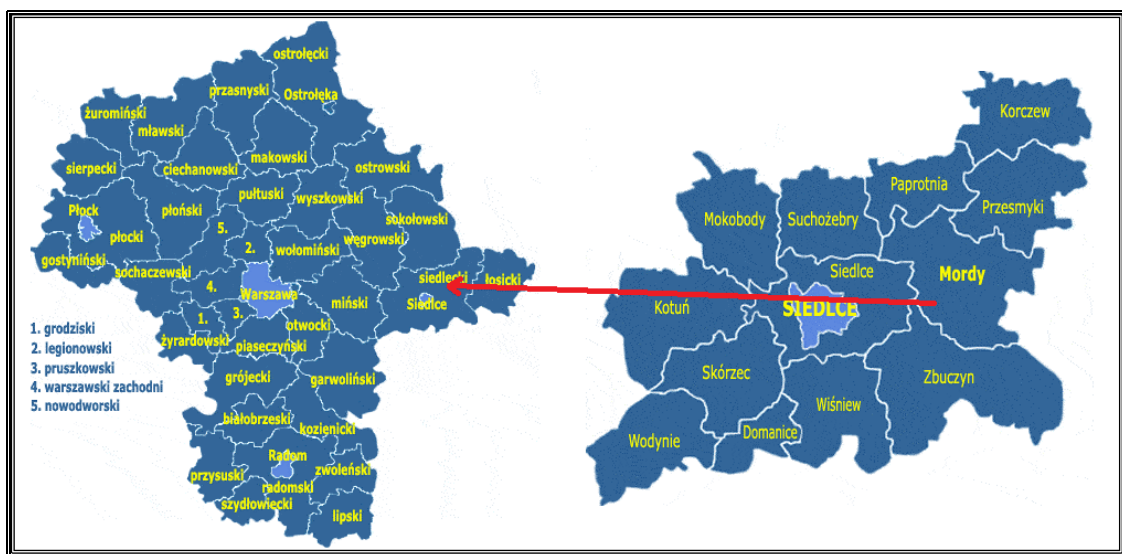 ostrołęcki
przasnyski
Ostrołęka
żuromiński
mławski
makowski
sierpecki
ciechanowski
ostrowski
pułtuski
wyszkowski
Płock
płoński
sokołowski
5.
płocki
węgrowski
2.
wołomiński
gostyniński
sochaczewski
siedlecki
łosicki
4.
Warszawa
miński
Siedlce
1.
3.
otwocki
żyrardowski
piaseczyński
grójecki
garwoliński
białobrzeski
kozienicki
Radom
zwoleński
przysuski
radomski
szydłowiecki
lipski
1. grodziski
2. legionowski
3. pruszkowski
4. warszawski zachodni
5. nowodworski
Korczew
Paprotnia
Przesmyki
Mokobody
Suchożebry
Siedlce
Mordy
Kotuń
SIEDLCE
Skórzec
Zbuczyn
Wiśniew
Domanice
Wodynie